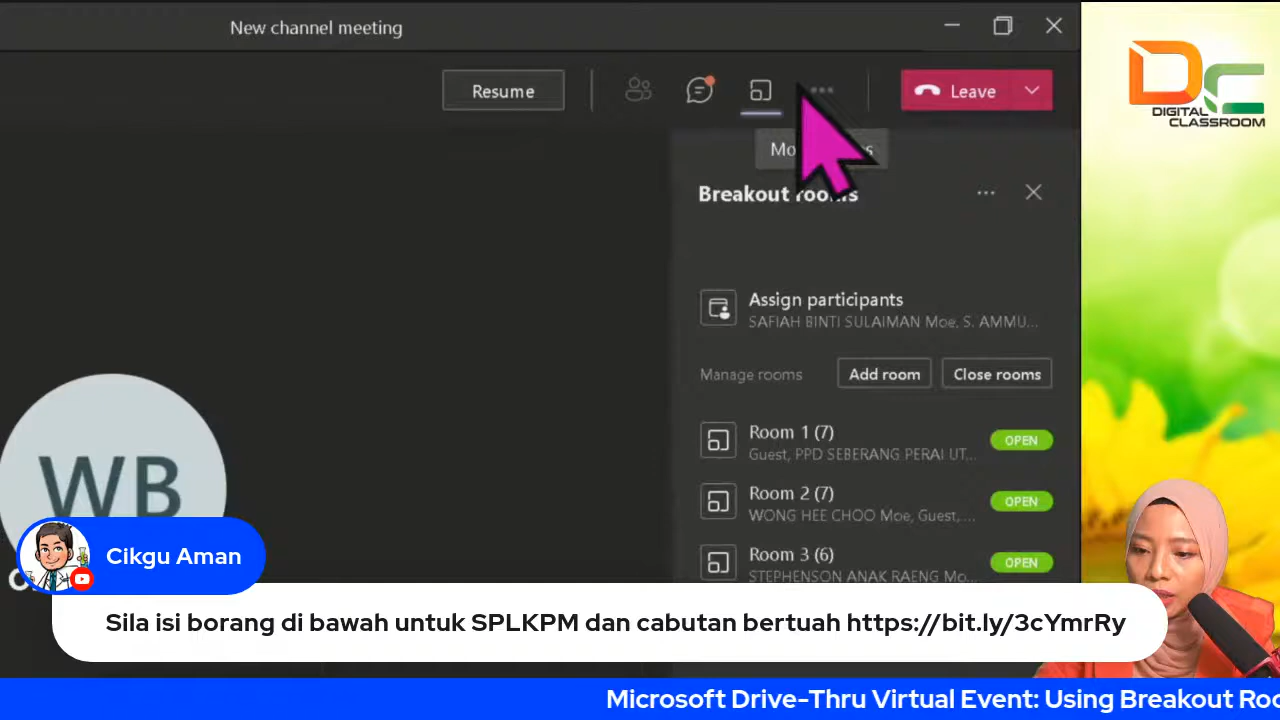 New channel meeting
Resume
Leave
DIGITAL
CLASSROOM
Breakout rooms
Assign participants
SAFIAH BINTI SULAIMAN Moe, S. AMMU...
Manage rooms
Add room
Close rooms
Room 1 (7)
OPEN
Guest, PPD SEBERANG PERAI UT...
Room 2 (7)
OPEN
WONG HEE CHOO Moe, Guest,...
WB
Room 3 (6)
OPEN
STEPHENSON ANAK RAENG Mo...
Cikgu Aman
Sila isi borang di bawah untuk SPLKPM dan cabutan bertuah https://bit.ly/3cYmrRy
Microsoft Drive-Thru Virtual Event: Using Breakout Roo